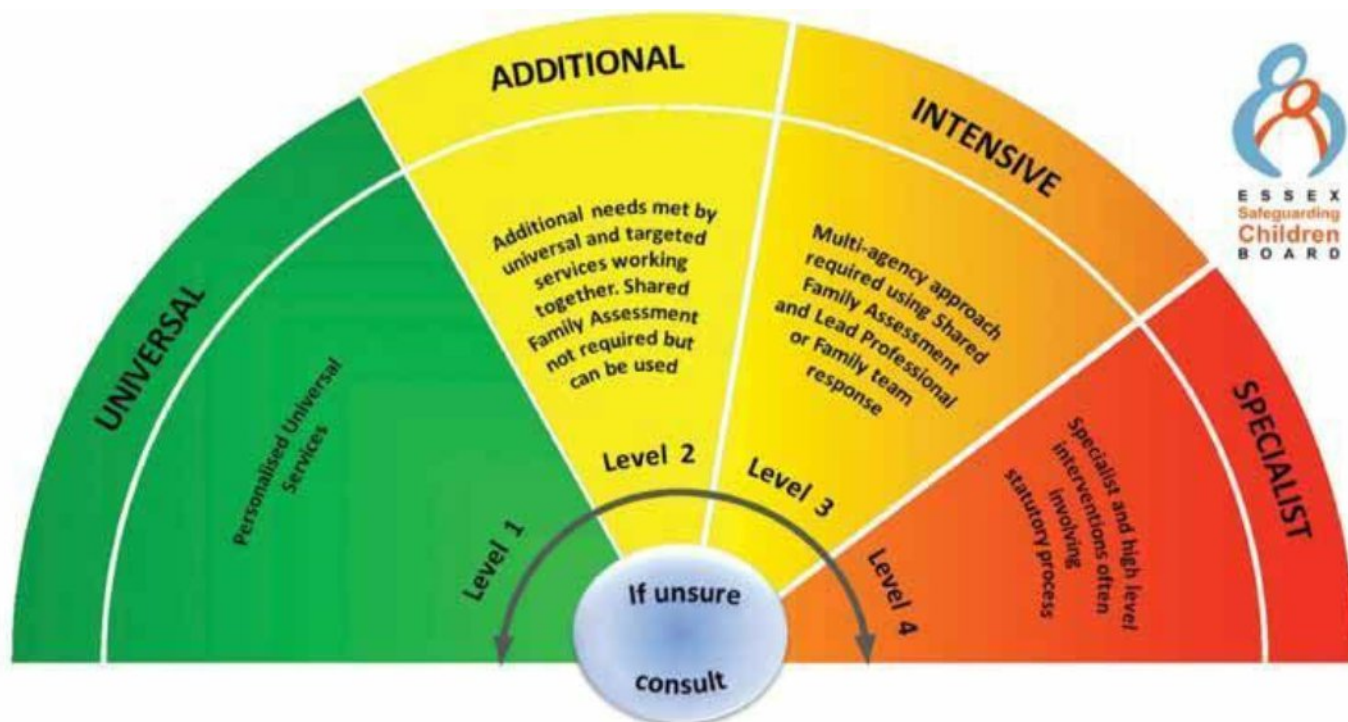 UNIVERSAL
Personalised Universal
Services
Level 1
ADDITIONAL
Additional needs met by
universal and targeted
services working
together. Shared
Family Assessment
not required but
can be used
Level 2
INTENSIVE
Multi-agency approach
required using Shared
Family Assessment
and Lead Professional
or Family team
response
Level 3
SPECIALIST
Specialist and high level
interventions often
involving
statutory process
Level 4
If unsure
consult
ESSEX
Safeguarding
Children
BOARD